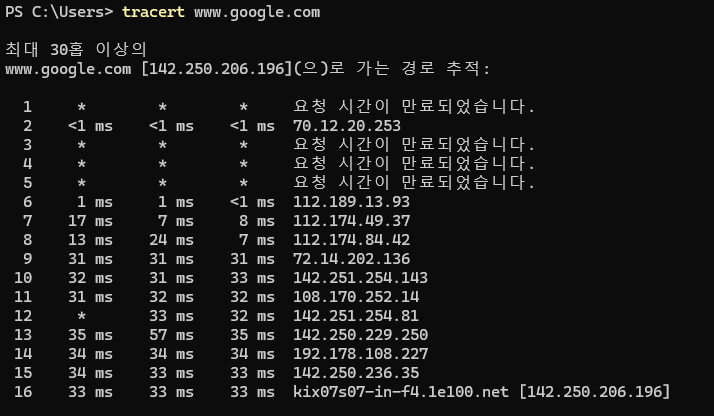 PS C:\Users> tracert www.google.com
최대 30홉 이상의
www.google.com [142.250.206.196](으)로 가는 경로 추적:
1 * * * 요청 시간이 만료되었습니다.
2 <1 ms <1 ms <1 ms 70.12.20.253
3 * * * 요청 시간이 만료되었습니다.
4 * * * 요청 시간이 만료되었습니다.
5 * * * 요청 시간이 만료되었습니다.
6 1 ms 1 ms <1 ms 112.189.13.93
7 17 ms 7 ms 8 ms 112.174.49.37
8 13 ms 24 ms 7 ms 112.174.84.42
9 31 ms 31 ms 31 ms 72.14.202.136
10 32 ms 31 ms 33 ms 142.251.254.143
11 31 ms 32 ms 32 ms 108.170.252.14
12 * 33 ms 32 ms 142.251.254.81
13 35 ms 57 ms 35 ms 142.250.229.250
14 34 ms 34 ms 34 ms 192.178.108.227
15 34 ms 33 ms 33 ms 142.250.236.35
16 33 ms 33 ms 33 ms kix07s07-in-f4.1e100.net [142.250.206.196]